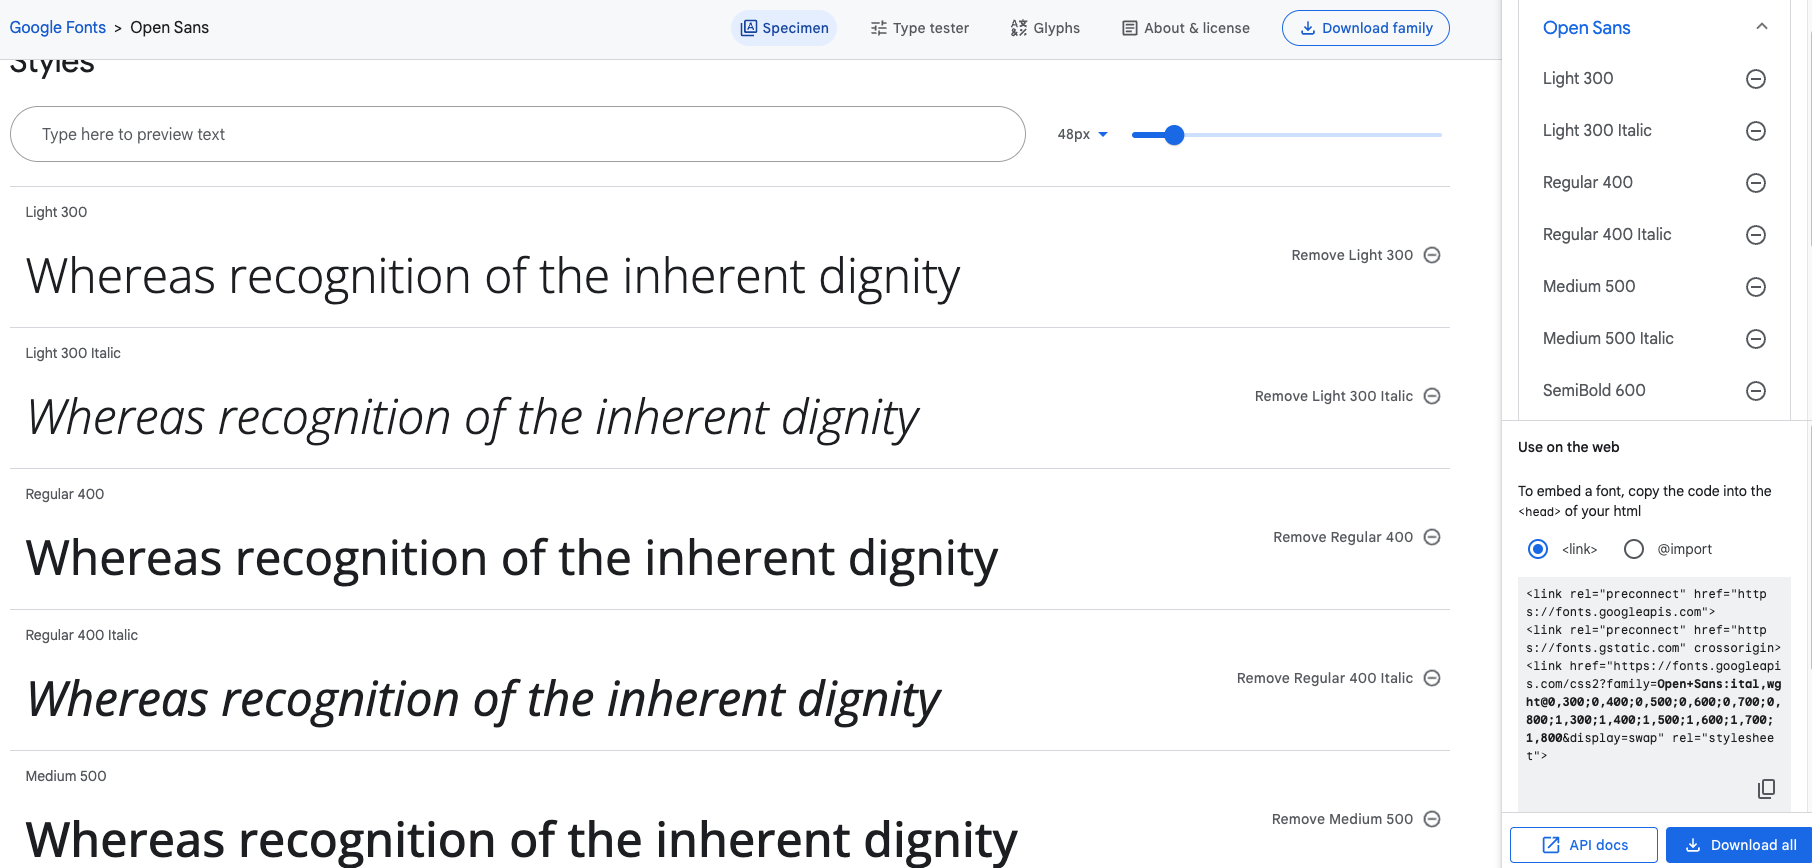 Google Fonts > Open Sans
Specimen
Type tester
Glyphs
About & license
Download family
Styles
Type here to preview text
48px
Light 300
Whereas recognition of the inherent dignity
Remove Light 300
Light 300 Italic
Whereas recognition of the inherent dignity
Remove Light 300 Italic
Regular 400
Whereas recognition of the inherent dignity
Remove Regular 400
Regular 400 Italic
Whereas recognition of the inherent dignity
Remove Regular 400 Italic
Medium 500
Whereas recognition of the inherent dignity
Remove Medium 500
Open Sans
Light 300
Light 300 Italic
Regular 400
Regular 400 Italic
Medium 500
Medium 500 Italic
SemiBold 600
Use on the web
To embed a font, copy the code into the
<head> of your html
<link>
@import
<link rel="preconnect" href="http
s://fonts.googleapis.com">
<link rel="preconnect" href="http
s://fonts.gstatic.com" crossorigin>
<link href="https://fonts.googleapi
s.com/css2?family=Open+Sans:ital,wg
ht@0,300;0,400;0,500;0,600;0,700;0,
800;1,300;1,400;1,500;1,600;1,700;
1,800&display=swap" rel="styleshee
t">
API docs
Download all